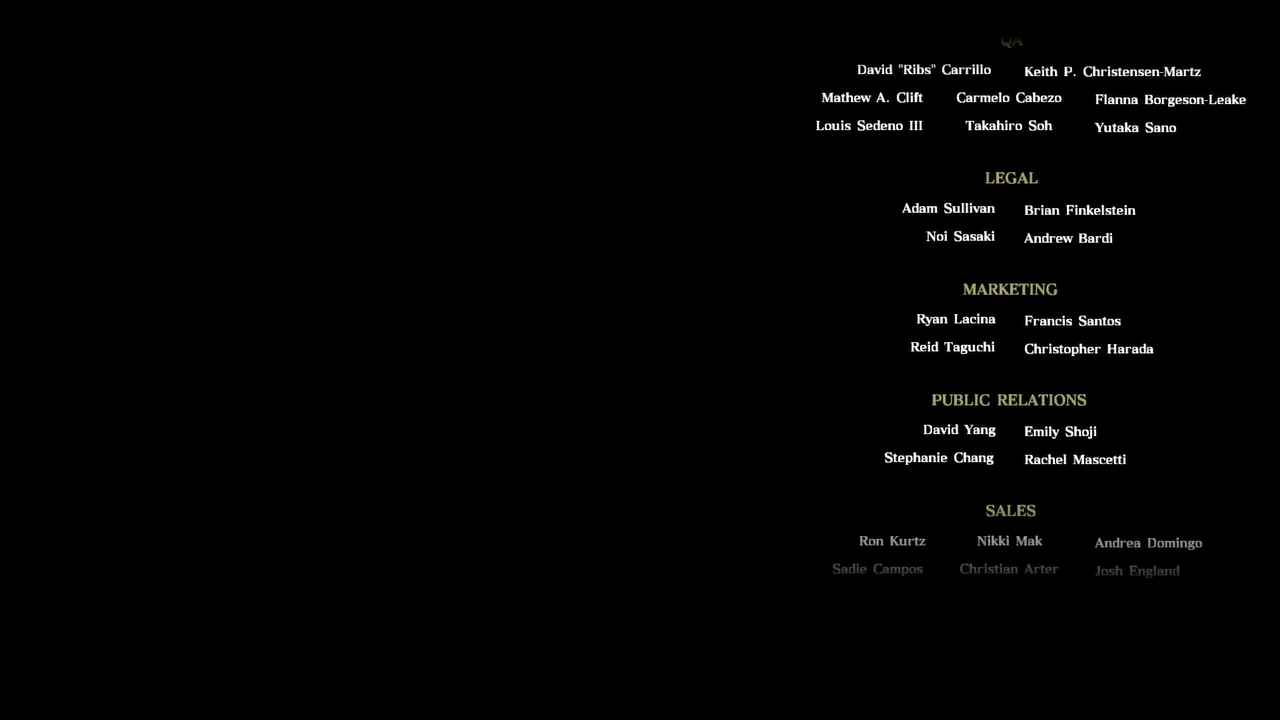 QA
David "Ribs" Carrillo Keith P. Christensen-Martz
Mathew A. Clift Carmelo Cabezo Flanna Borgeson-Leake
Louis Sedeno III Takahiro Soh Yutaka Sano
LEGAL
Adam Sullivan Brian Finkelstein
Noi Sasaki Andrew Bardi
MARKETING
Ryan Lacina Francis Santos
Reid Taguchi Christopher Harada
PUBLIC RELATIONS
David Yang Emily Shoji
Stephanie Chang Rachel Mascetti
SALES
Ron Kurtz Nikki Mak Andrea Domingo
Sadie Campos Christian Arter Josh England